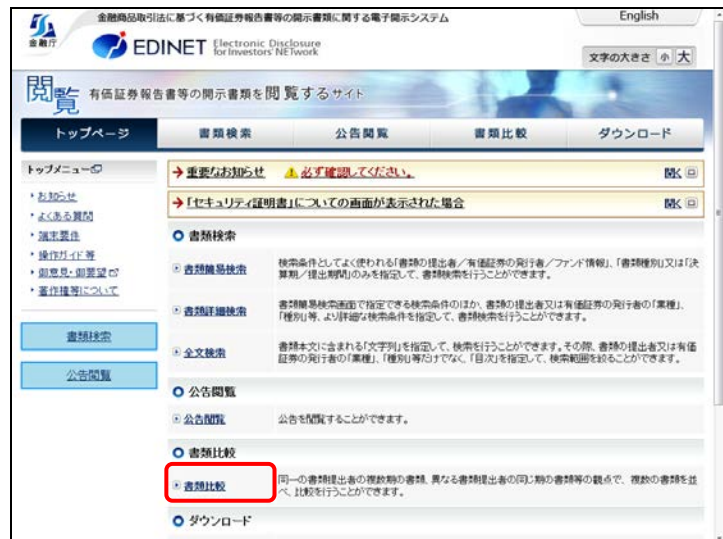 金融商品取引法に基づく有価証券報告書等の開示書類に関する電子開示システム
English
金融庁
EDINET Electronic Disclosure for Investors' NETwork
文字の大きさ 小 大
閲覧 有価証券報告書等の開示書類を閲覧するサイト
トップページ 書類検索 公告閲覧 書類比較 ダウンロード
トップメニュー
お知らせ
よくある質問
端末要件
操作ガイド等
御意見・御要望
著作権等について
書類検索
公告閲覧
重要なお知らせ 必ず確認してください。 開く
「セキュリティ証明書」についての画面が表示された場合 開く
書類検索
書類簡易検索
検索条件としてよく使われる「書類の提出者/有価証券の発行者/ファンド情報」、「書類種別」又は「決
算期/提出期間」のみを指定して、書類検索を行うことができます。
書類詳細検索
書類簡易検索画面で指定できる検索条件のほか、書類の提出者又は有価証券の発行者の「業種」、
「種別」等、より詳細な検索条件を指定して、書類検索を行うことができます。
全文検索
書類本文に含まれる「文字列」を指定して、検索を行うことができます。その際、書類の提出者又は有価
証券の発行者の「業種」、「種別」等だけでなく、「目次」を指定して、検索範囲を絞ることができます。
公告閲覧
公告閲覧
公告を閲覧することができます。
書類比較
書類比較
同一の書類提出者の複数期の書類、異なる書類提出者の同じ期の書類等の観点で、複数の書類を並
べ、比較を行うことができます。
ダウンロード